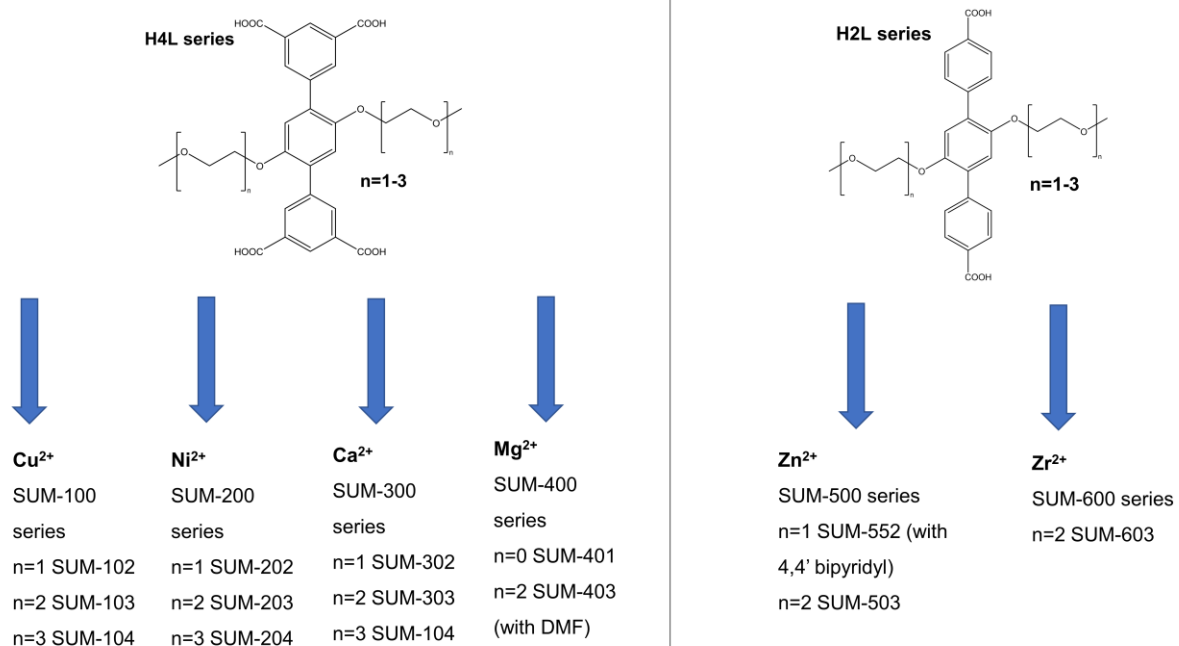 H4L series
HOOC
COOH
O
O
O
O
n
n
n=1-3
HOOC
COOH
Cu²⁺
SUM-100
series
n=1 SUM-102
n=2 SUM-103
n=3 SUM-104
Ni²⁺
SUM-200
series
n=1 SUM-202
n=2 SUM-203
n=3 SUM-204
Ca²⁺
SUM-300
series
n=1 SUM-302
n=2 SUM-303
n=3 SUM-104
Mg²⁺
SUM-400
series
n=0 SUM-401
n=2 SUM-403
(with DMF)
H2L series
COOH
O
O
O
O
n
n
n=1-3
COOH
Zn²⁺
SUM-500 series
n=1 SUM-552 (with
4,4’ bipyridyl)
n=2 SUM-503
Zr²⁺
SUM-600 series
n=2 SUM-603